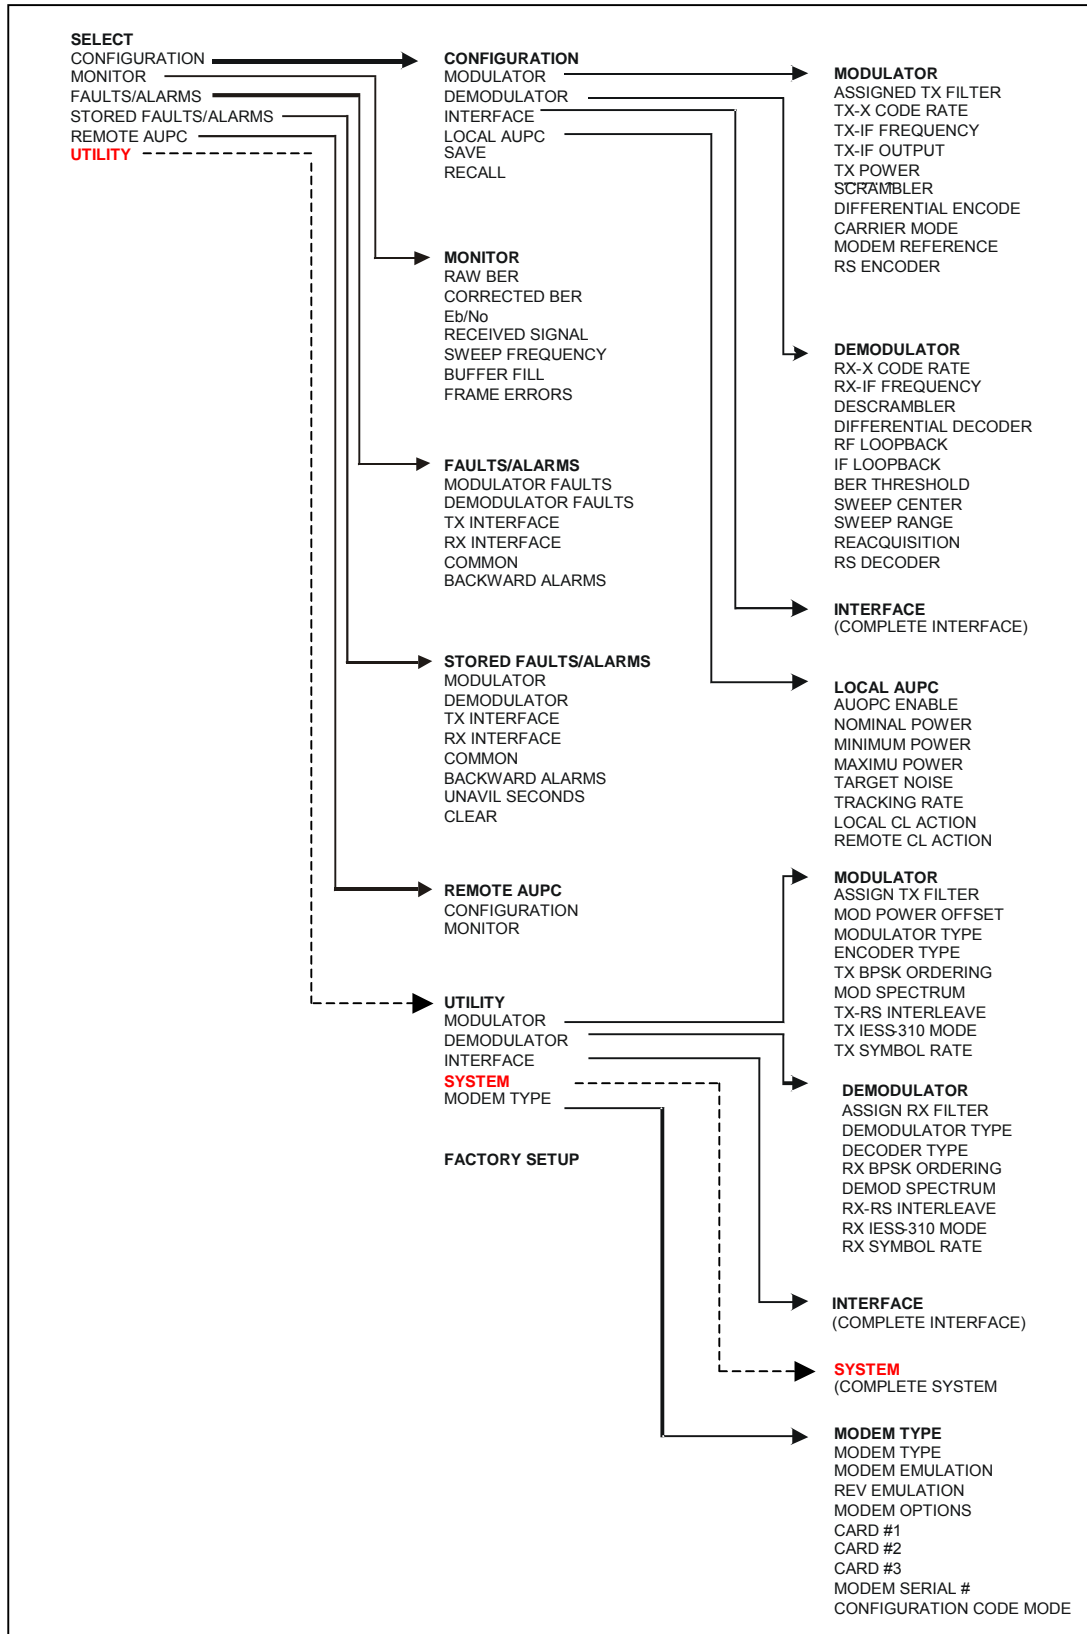 SELECT
CONFIGURATION
MONITOR
FAULTS/ALARMS
STORED FAULTS/ALARMS
REMOTE AUPC
UTILITY
CONFIGURATION
MODULATOR
DEMODULATOR
INTERFACE
LOCAL AUPC
SAVE
RECALL
MONITOR
RAW BER
CORRECTED BER
Eb/No
RECEIVED SIGNAL
SWEEP FREQUENCY
BUFFER FILL
FRAME ERRORS
FAULTS/ALARMS
MODULATOR FAULTS
DEMODULATOR FAULTS
TX INTERFACE
RX INTERFACE
COMMON
BACKWARD ALARMS
STORED FAULTS/ALARMS
MODULATOR
DEMODULATOR
TX INTERFACE
RX INTERFACE
COMMON
BACKWARD ALARMS
UNAVIL SECONDS
CLEAR
REMOTE AUPC
CONFIGURATION
MONITOR
UTILITY
MODULATOR
DEMODULATOR
INTERFACE
SYSTEM
MODEM TYPE
FACTORY SETUP
MODULATOR
ASSIGNED TX FILTER
TX-X CODE RATE
TX-IF FREQUENCY
TX-IF OUTPUT
TX POWER
SCRAMBLER
DIFFERENTIAL ENCODE
CARRIER MODE
MODEM REFERENCE
RS ENCODER
DEMODULATOR
RX-X CODE RATE
RX-IF FREQUENCY
DESCRAMBLER
DIFFERENTIAL DECODER
RF LOOPBACK
IF LOOPBACK
BER THRESHOLD
SWEEP CENTER
SWEEP RANGE
REACQUISITION
RS DECODER
INTERFACE
(COMPLETE INTERFACE)
LOCAL AUPC
AUOPC ENABLE
NOMINAL POWER
MINIMUM POWER
MAXIMU POWER
TARGET NOISE
TRACKING RATE
LOCAL CL ACTION
REMOTE CL ACTION
MODULATOR
ASSIGN TX FILTER
MOD POWER OFFSET
MODULATOR TYPE
ENCODER TYPE
TX BPSK ORDERING
MOD SPECTRUM
TX-RS INTERLEAVE
TX IESS-310 MODE
TX SYMBOL RATE
DEMODULATOR
ASSIGN RX FILTER
DEMODULATOR TYPE
DECODER TYPE
RX BPSK ORDERING
DEMOD SPECTRUM
RX-RS INTERLEAVE
RX IESS-310 MODE
RX SYMBOL RATE
INTERFACE
(COMPLETE INTERFACE)
SYSTEM
(COMPLETE SYSTEM
MODEM TYPE
MODEM TYPE
MODEM EMULATION
REV EMULATION
MODEM OPTIONS
CARD #1
CARD #2
CARD #3
MODEM SERIAL #
CONFIGURATION CODE MODE